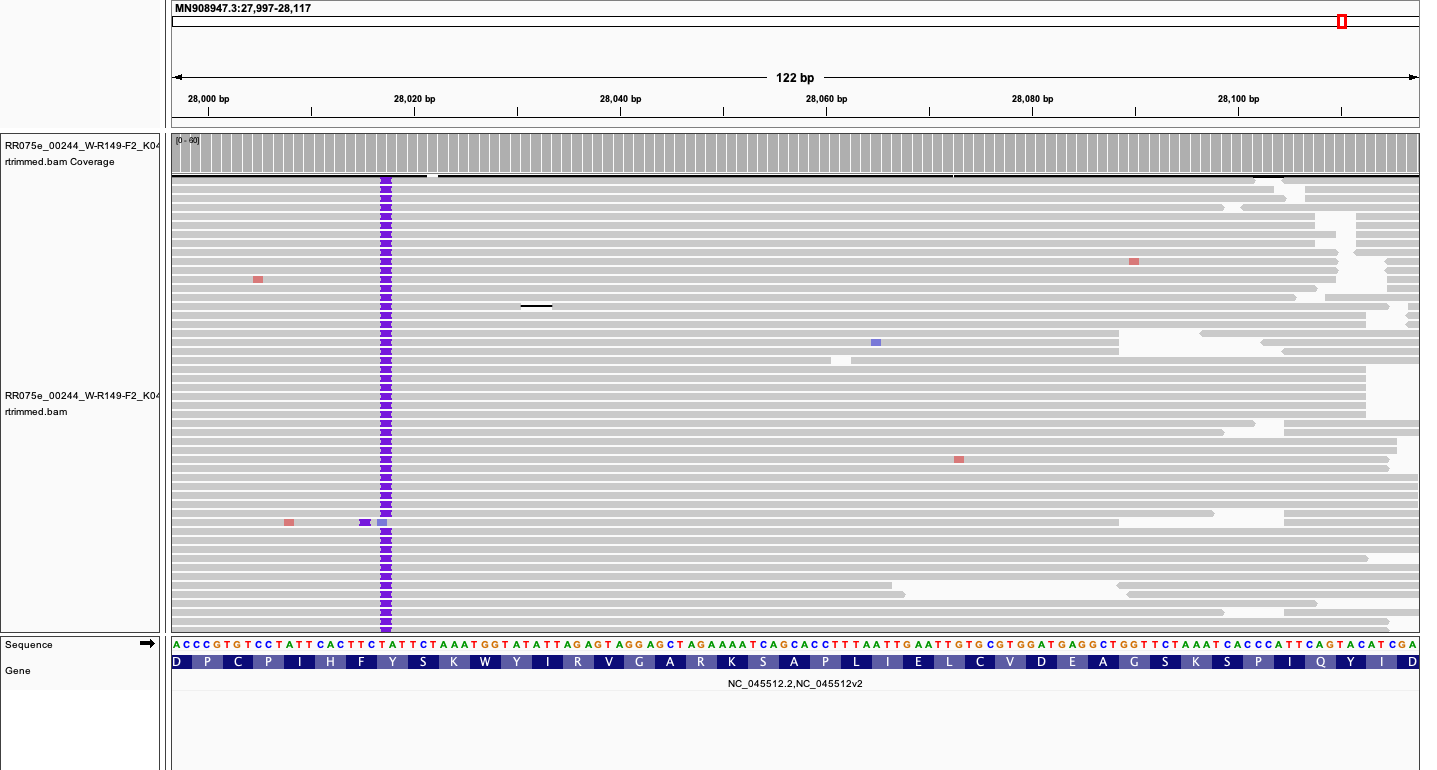 MN908947.3:27,997-28,117
122 bp
28,000 bp 28,020 bp 28,040 bp 28,060 bp 28,080 bp 28,100 bp
RR075e_00244_W-R149-F2_K04
rtrimmed.bam Coverage
[0 - 60]
RR075e_00244_W-R149-F2_K04
rtrimmed.bam
Sequence
A C C C G T G T C C T A T T C A C T T C T A T T C T A A A T G G T A T A T T A G A G T A G G A G C T A G A A A A T C A G C A C C T T T A A T T G A A T T G T G C G T G G A T G A G G C T G G T T C T A A A T C A C C C A T T C A G T A C A T C G A
Gene
D P C P I H F Y S K W Y I R V G A R K S A P L I E L C V D E A G S K S P I Q Y I D
NC_045512.2,NC_045512v2